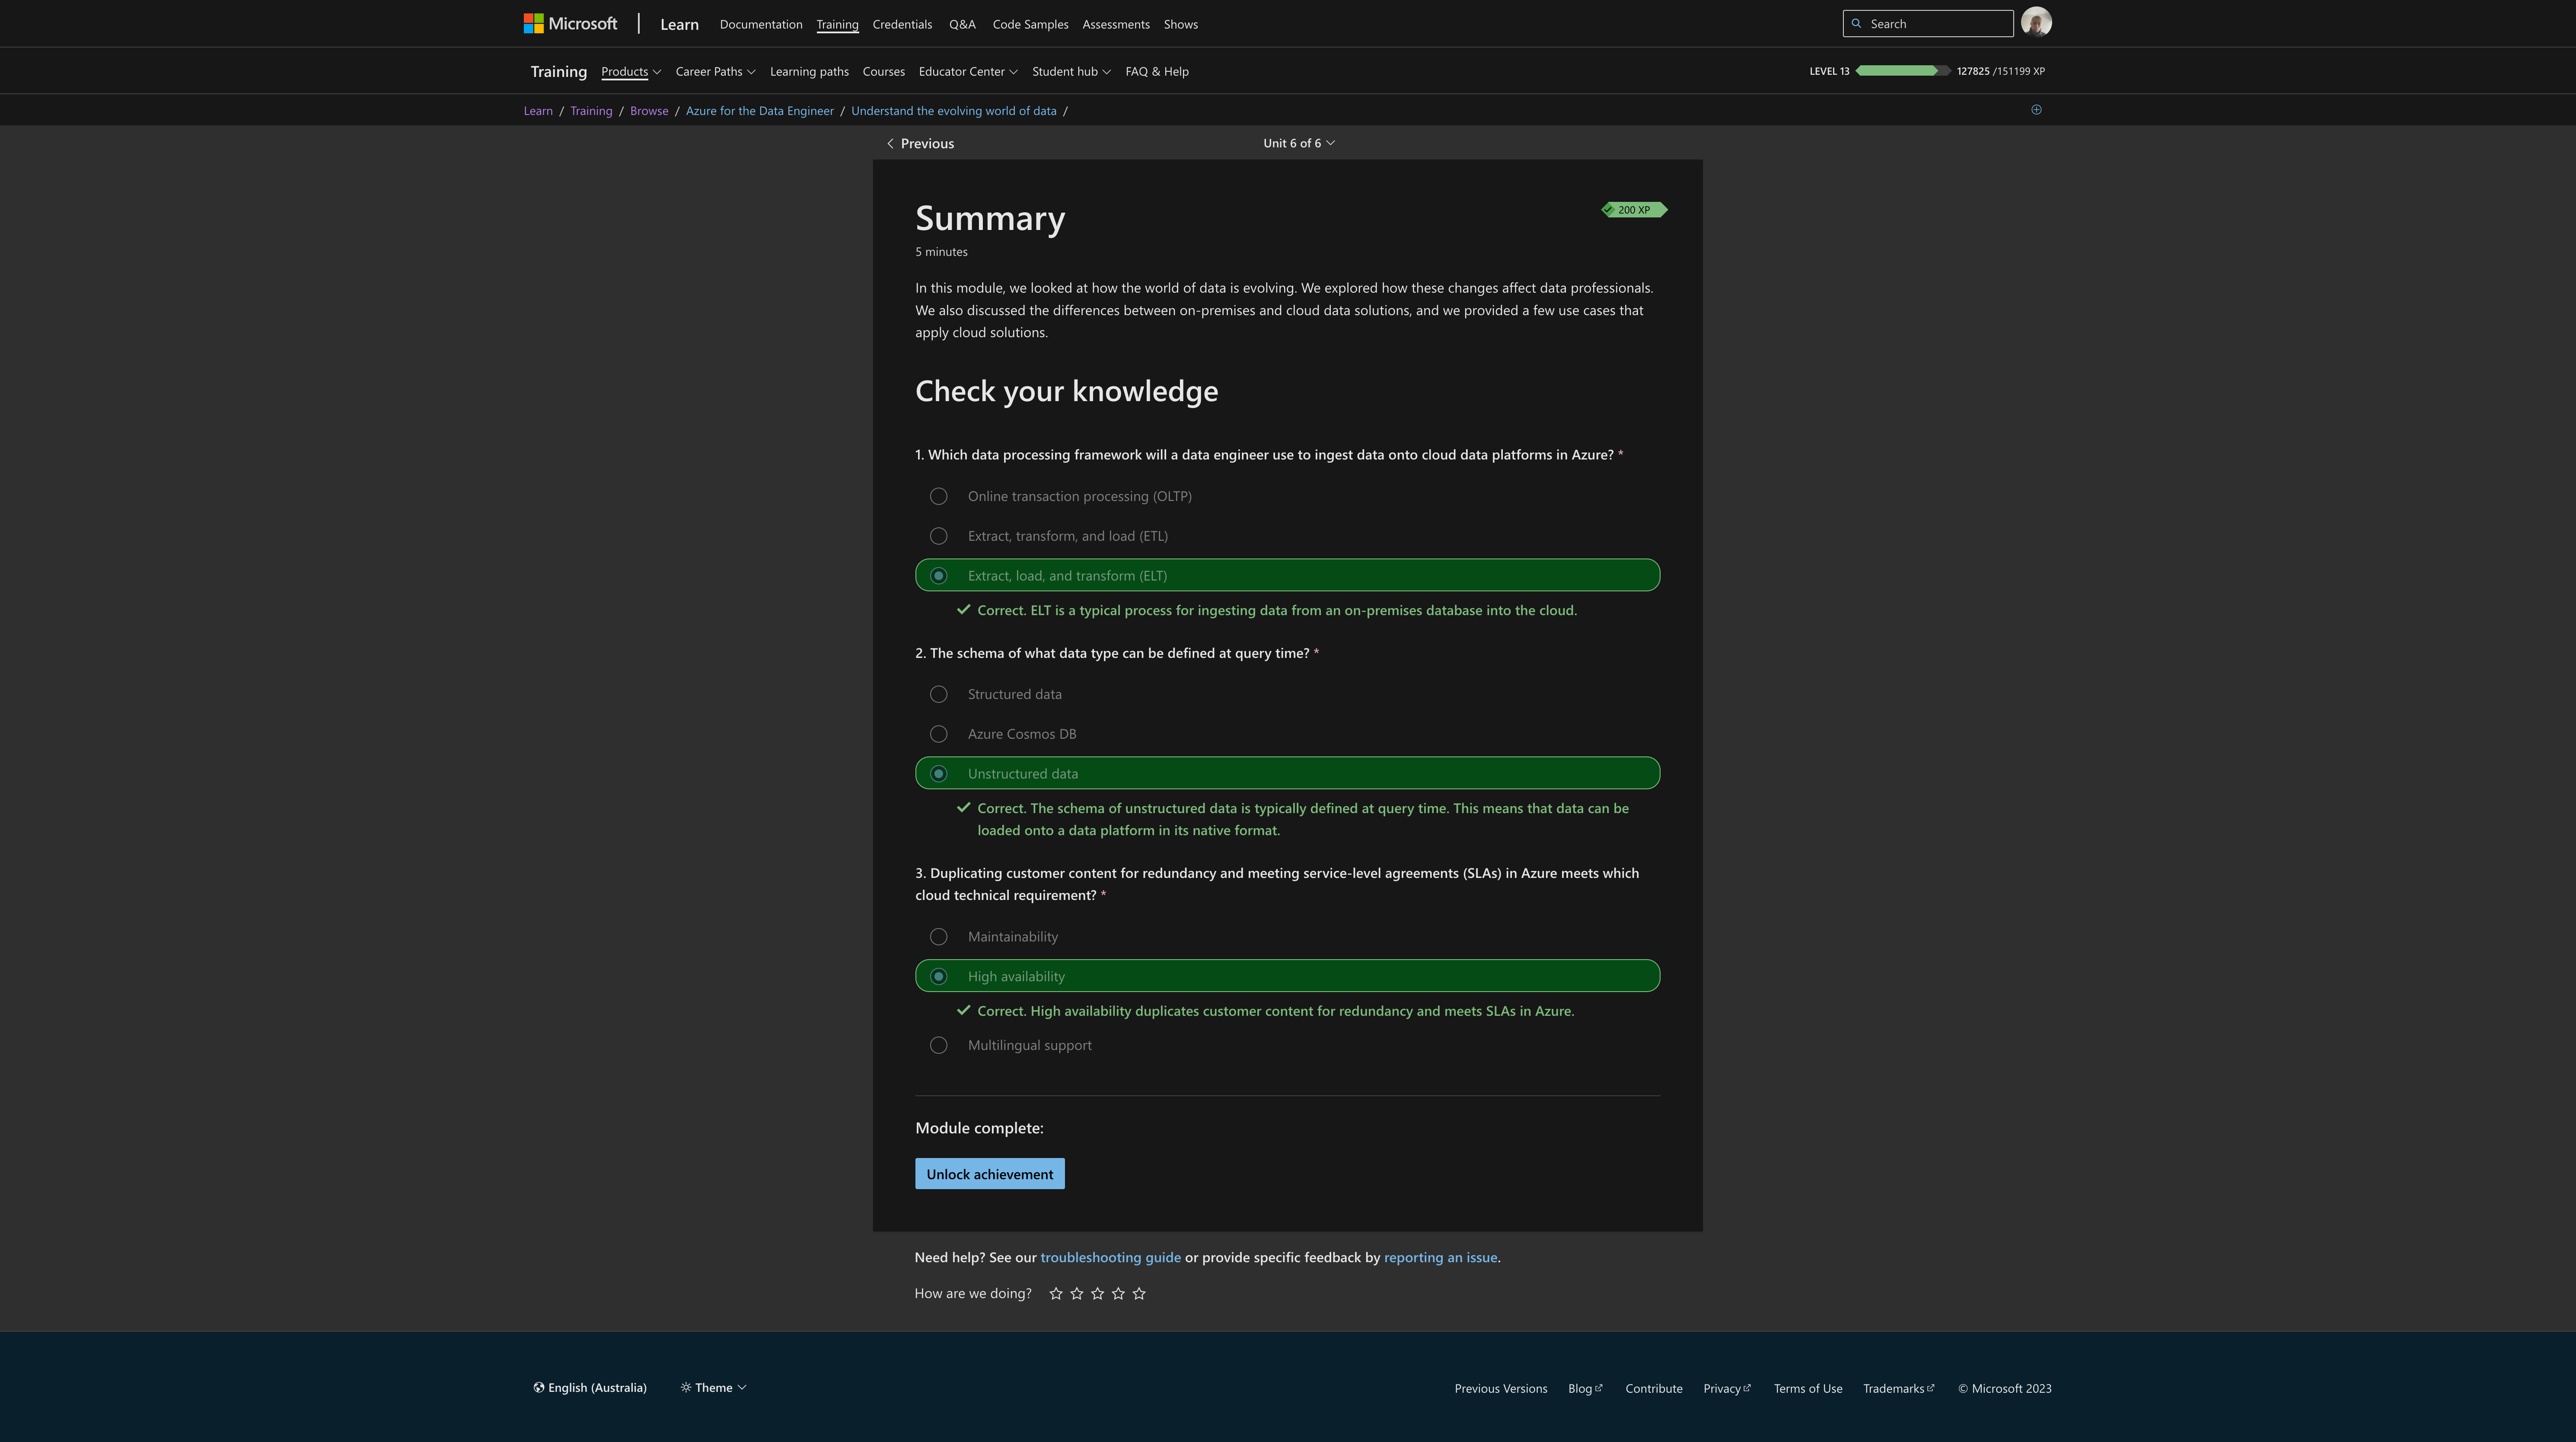 Microsoft | Learn Documentation Training Credentials Q&A Code Samples Assessments Shows Search
Training Products Career Paths Learning paths Courses Educator Center Student hub FAQ & Help LEVEL 13 127825 /151199 XP
Learn / Training / Browse / Azure for the Data Engineer / Understand the evolving world of data /
Previous Unit 6 of 6
Summary
200 XP
5 minutes
In this module, we looked at how the world of data is evolving. We explored how these changes affect data professionals.
We also discussed the differences between on-premises and cloud data solutions, and we provided a few use cases that
apply cloud solutions.
Check your knowledge
1. Which data processing framework will a data engineer use to ingest data onto cloud data platforms in Azure? *
Online transaction processing (OLTP)
Extract, transform, and load (ETL)
Extract, load, and transform (ELT)
Correct. ELT is a typical process for ingesting data from an on-premises database into the cloud.
2. The schema of what data type can be defined at query time? *
Structured data
Azure Cosmos DB
Unstructured data
Correct. The schema of unstructured data is typically defined at query time. This means that data can be
loaded onto a data platform in its native format.
3. Duplicating customer content for redundancy and meeting service-level agreements (SLAs) in Azure meets which
cloud technical requirement? *
Maintainability
High availability
Correct. High availability duplicates customer content for redundancy and meets SLAs in Azure.
Multilingual support
Module complete:
Unlock achievement
Need help? See our troubleshooting guide or provide specific feedback by reporting an issue.
How are we doing?
English (Australia) Theme Previous Versions Blog Contribute Privacy Terms of Use Trademarks © Microsoft 2023